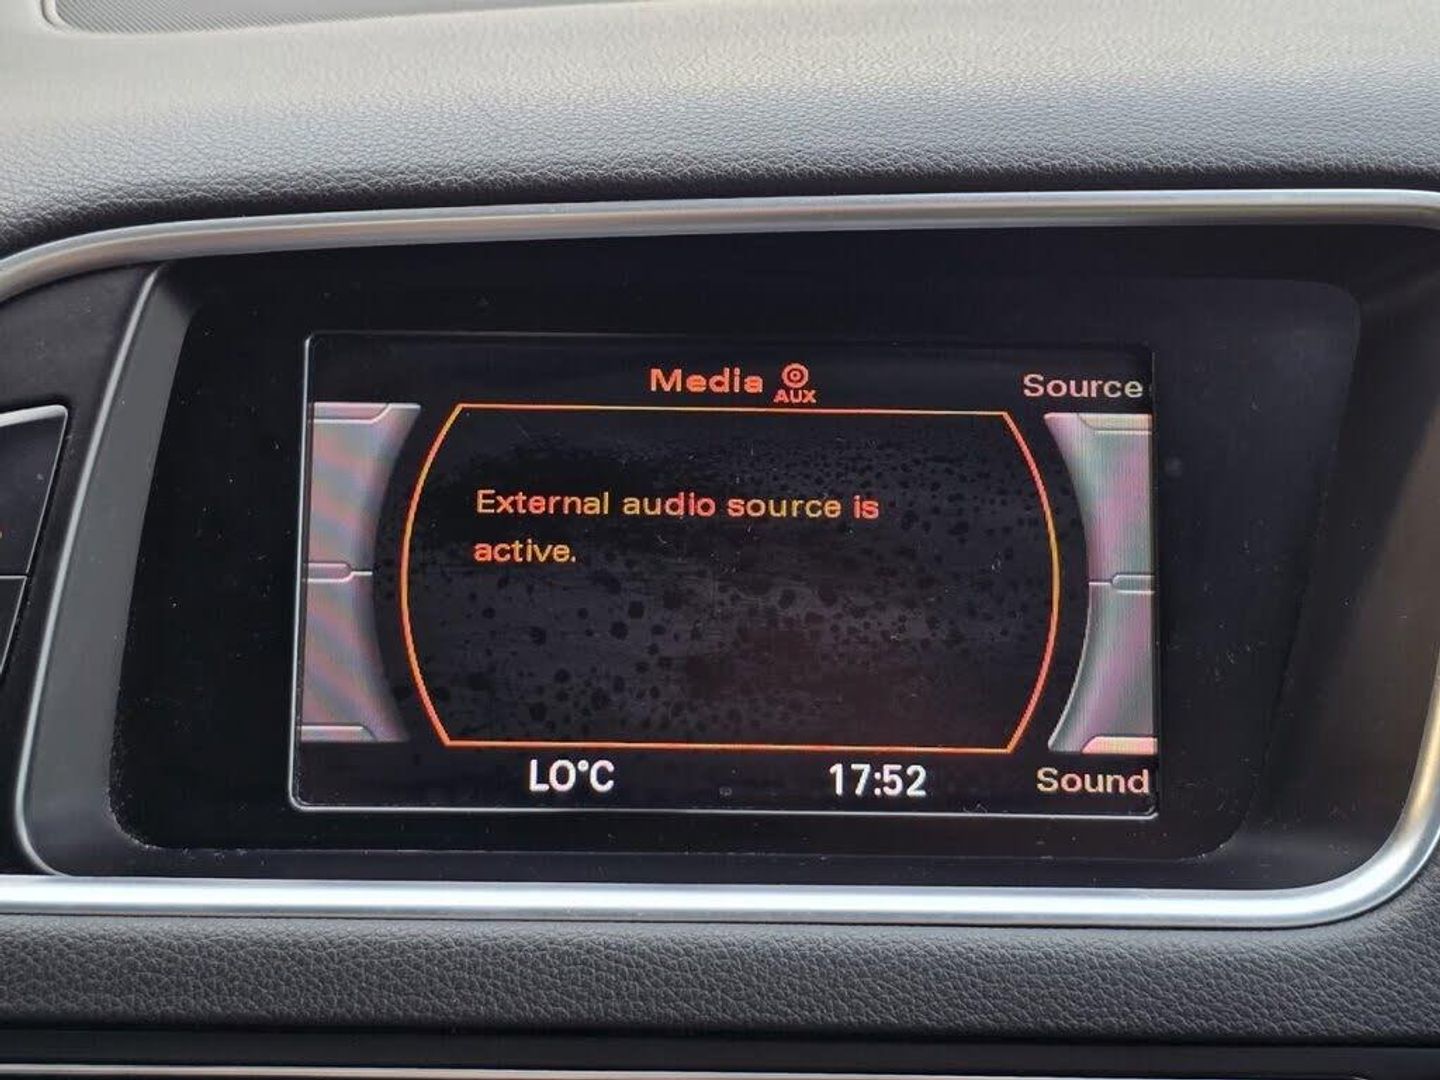 Media
AUX
Source
External audio source is
active.
LO°C
17:52
Sound